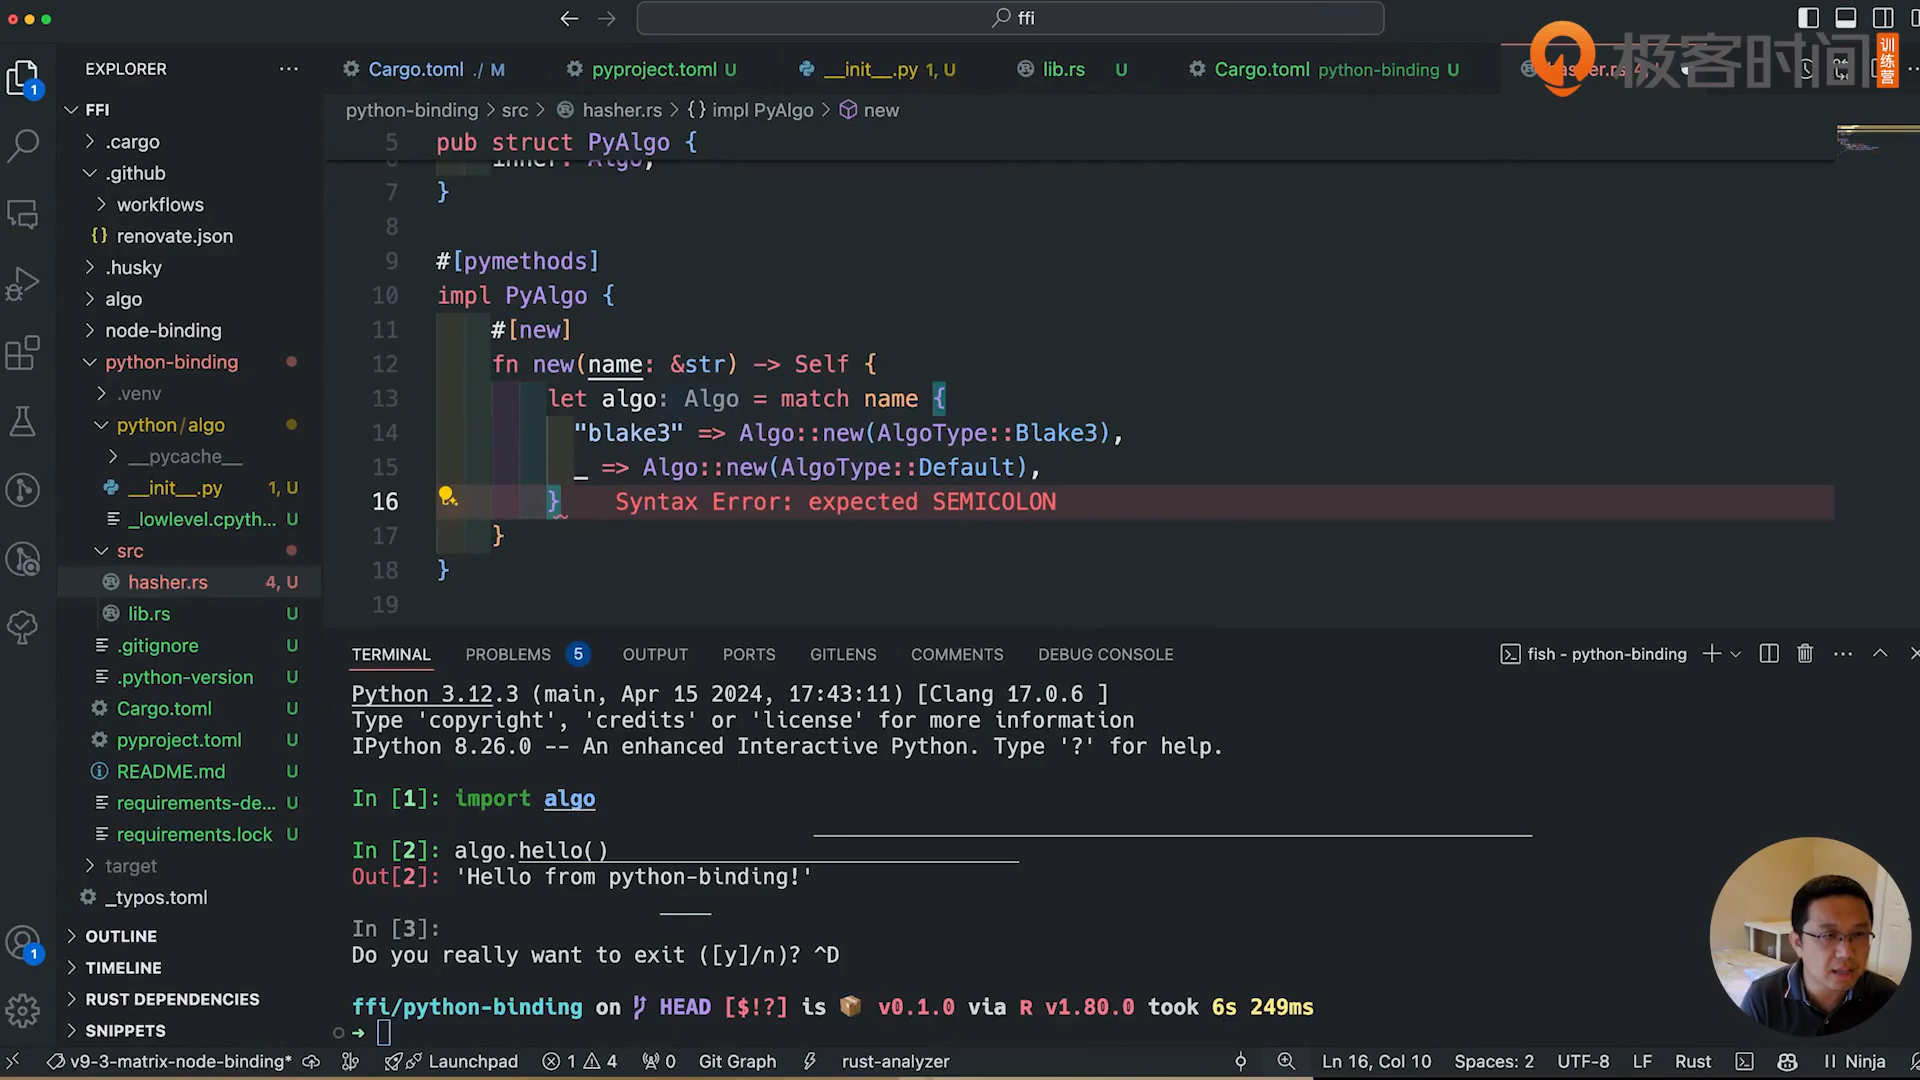 ffi
极客时间
训练营
EXPLORER
Cargo.toml ./ M
pyproject.toml U
__init__.py 1, U
lib.rs U
Cargo.toml python-binding U
FFI
python-binding > src > hasher.rs > {} impl PyAlgo > new
.cargo
.github
workflows
{} renovate.json
.husky
algo
node-binding
python-binding
.venv
python/algo
__pycache__
__init__.py 1, U
_lowlevel.cpyth... U
src
hasher.rs 4, U
lib.rs U
.gitignore U
.python-version U
Cargo.toml U
pyproject.toml U
README.md U
requirements-de... U
requirements.lock U
target
_typos.toml
OUTLINE
TIMELINE
RUST DEPENDENCIES
SNIPPETS
5 pub struct PyAlgo {
6 inner: Algo,
7 }
8
9 #[pymethods]
10 impl PyAlgo {
11 #[new]
12 fn new(name: &str) -> Self {
13 let algo: Algo = match name {
14 "blake3" => Algo::new(AlgoType::Blake3),
15 _ => Algo::new(AlgoType::Default),
16 } Syntax Error: expected SEMICOLON
17 }
18 }
19
TERMINAL PROBLEMS 5 OUTPUT PORTS GITLENS COMMENTS DEBUG CONSOLE
fish - python-binding
Python 3.12.3 (main, Apr 15 2024, 17:43:11) [Clang 17.0.6 ]
Type 'copyright', 'credits' or 'license' for more information
IPython 8.26.0 -- An enhanced Interactive Python. Type '?' for help.
In [1]: import algo
In [2]: algo.hello()
Out[2]: 'Hello from python-binding!'
In [3]:
Do you really want to exit ([y]/n)? ^D
ffi/python-binding on HEAD [$!?] is v0.1.0 via R v1.80.0 took 6s 249ms
1
1
v9-3-matrix-node-binding* Launchpad 1 4 0 Git Graph rust-analyzer
Ln 16, Col 10 Spaces: 2 UTF-8 LF Rust Ninja